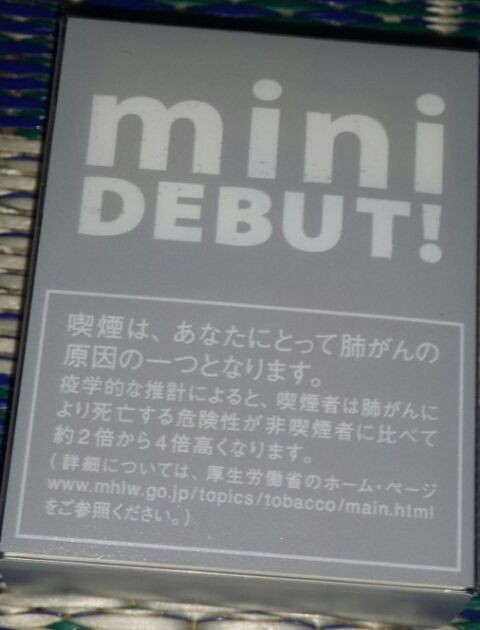 mini
DEBUT!
喫煙は、あなたにとって肺がんの
原因の一つとなります。
疫学的な推計によると、喫煙者は肺がんに
より死亡する危険性が非喫煙者に比べて
約2倍から4倍高くなります。
(詳細については、厚生労働省のホーム・ページ
www.mhlw.go.jp/topics/tobacco/main.html
をご参照ください。)